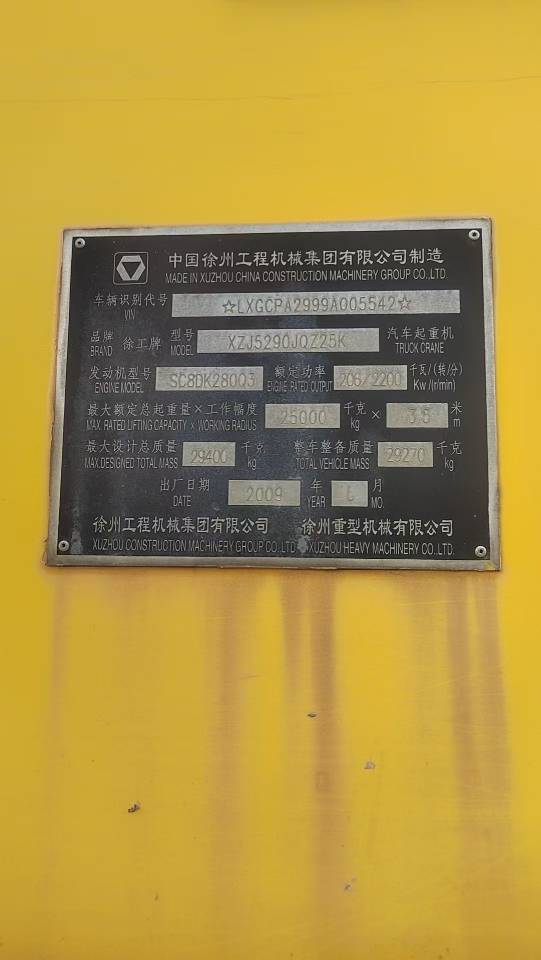 中国徐州工程机械集团有限公司制造
MADE IN XUZHOU CHINA CONSTRUCTION MACHINERY GROUP CO.,LTD.
车辆识别代号 VIN ☆LXGCPA2999A005542☆
品牌 BRAND 徐工牌 型号 MODEL XZJ5290JQZ25K 汽车起重机 TRUCK CRANE
发动机型号 ENGINE MODEL SC8DK280Q3 额定功率 ENGINE RATED OUTPUT 206/2200 千瓦/(转/分) Kw/(r/min)
最大额定总起重量×工作幅度 MAX. RATED LIFTING CAPACITY × WORKING RADIUS 25000 千克 kg × 米 m
最大设计总质量 MAX.DESIGNED TOTAL MASS 29400 千克 kg 整车整备质量 TOTAL VEHICLE MASS 29270 千克 kg
出厂日期 DATE 2009 年 YEAR 月 MO.
徐州工程机械集团有限公司 徐州重型机械有限公司
XUZHOU CONSTRUCTION MACHINERY GROUP CO.,LTD. XUZHOU HEAVY MACHINERY CO.,LTD.